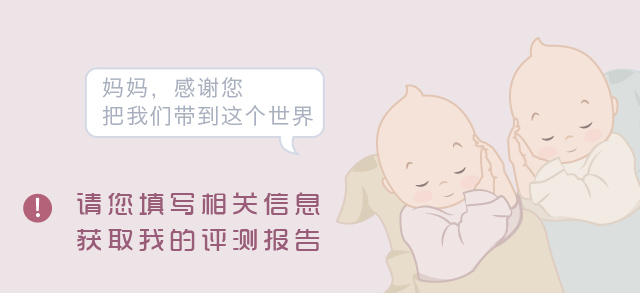 妈妈，感谢您
把我们带到这个世界
请您填写相关信息
获取我的评测报告